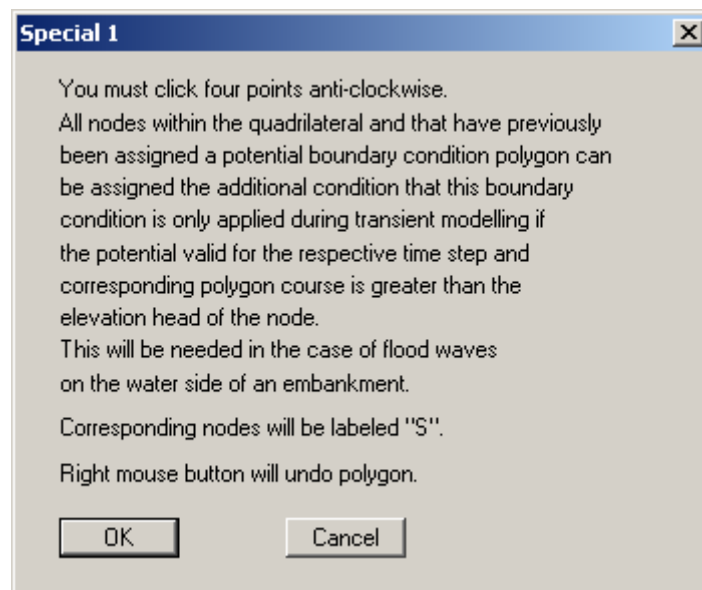 Special 1
You must click four points anti-clockwise.
All nodes within the quadrilateral and that have previously
been assigned a potential boundary condition polygon can
be assigned the additional condition that this boundary
condition is only applied during transient modelling if
the potential valid for the respective time step and
corresponding polygon course is greater than the
elevation head of the node.
This will be needed in the case of flood waves
on the water side of an embankment.
Corresponding nodes will be labeled "S".
Right mouse button will undo polygon.
OK
Cancel